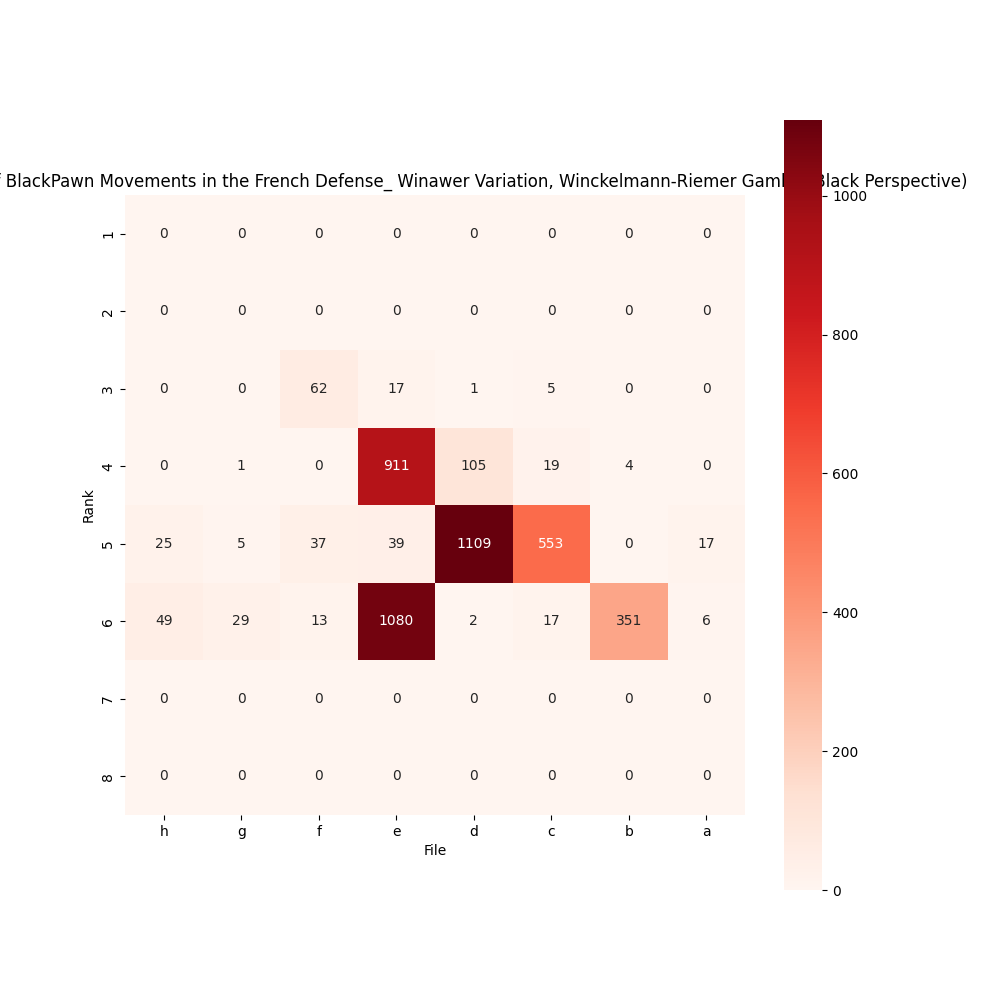 BlackPawn Movements in the French Defense_ Winawer Variation, Winckelmann-Riemer Black Perspective)
1000
1 0 0 0 0 0 0 0 0
800
2 0 0 0 0 0 0 0 0
3 0 0 62 17 1 5 0 0
600
4 0 1 0 911 105 19 4 0
Rank
5 25 5 37 39 1109 553 0 17
400
6 49 29 13 1080 2 17 351 6
7 0 0 0 0 0 0 0 0
200
8 0 0 0 0 0 0 0 0
h g f e d c b a
File
0